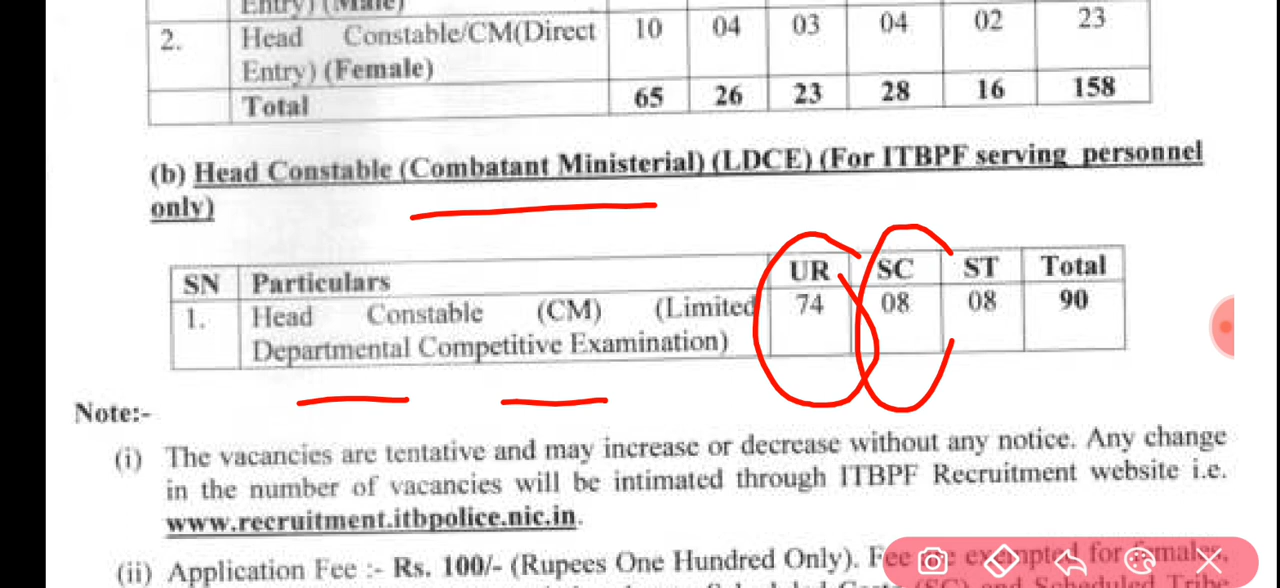 Entry) (Male)
2. Head Constable/CM(Direct Entry) (Female) 10 04 03 04 02 23
Total 65 26 23 28 16 158
(b) Head Constable (Combatant Ministerial) (LDCE) (For ITBPF serving personnel
only)
SN Particulars UR SC ST Total
1. Head Constable (CM) (Limited Departmental Competitive Examination) 74 08 08 90
Note:-
(i) The vacancies are tentative and may increase or decrease without any notice. Any change
in the number of vacancies will be intimated through ITBPF Recruitment website i.e.
www.recruitment.itbpolice.nic.in.
(ii) Application Fee :- Rs. 100/- (Rupees One Hundred Only). Fee exempted for females,
(SC) and Scheduled Tribe